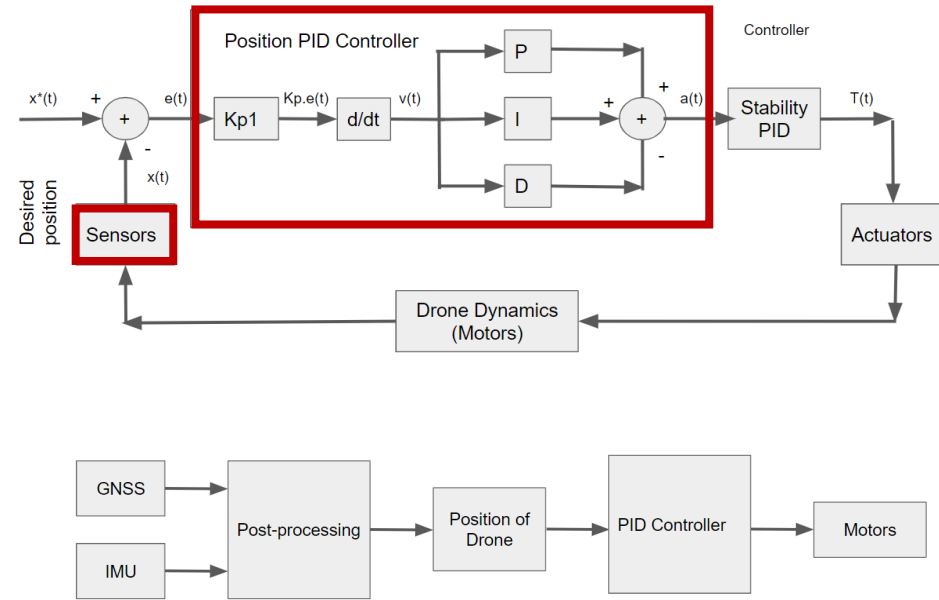 Position PID Controller
Controller
x*(t)
+
+
-
e(t)
Kp1
Kp.e(t)
d/dt
v(t)
P
I
D
+
+
+
-
a(t)
Stability
PID
T(t)
x(t)
Desired
position
Sensors
Actuators
Drone Dynamics
(Motors)
GNSS
IMU
Post-processing
Position of
Drone
PID Controller
Motors